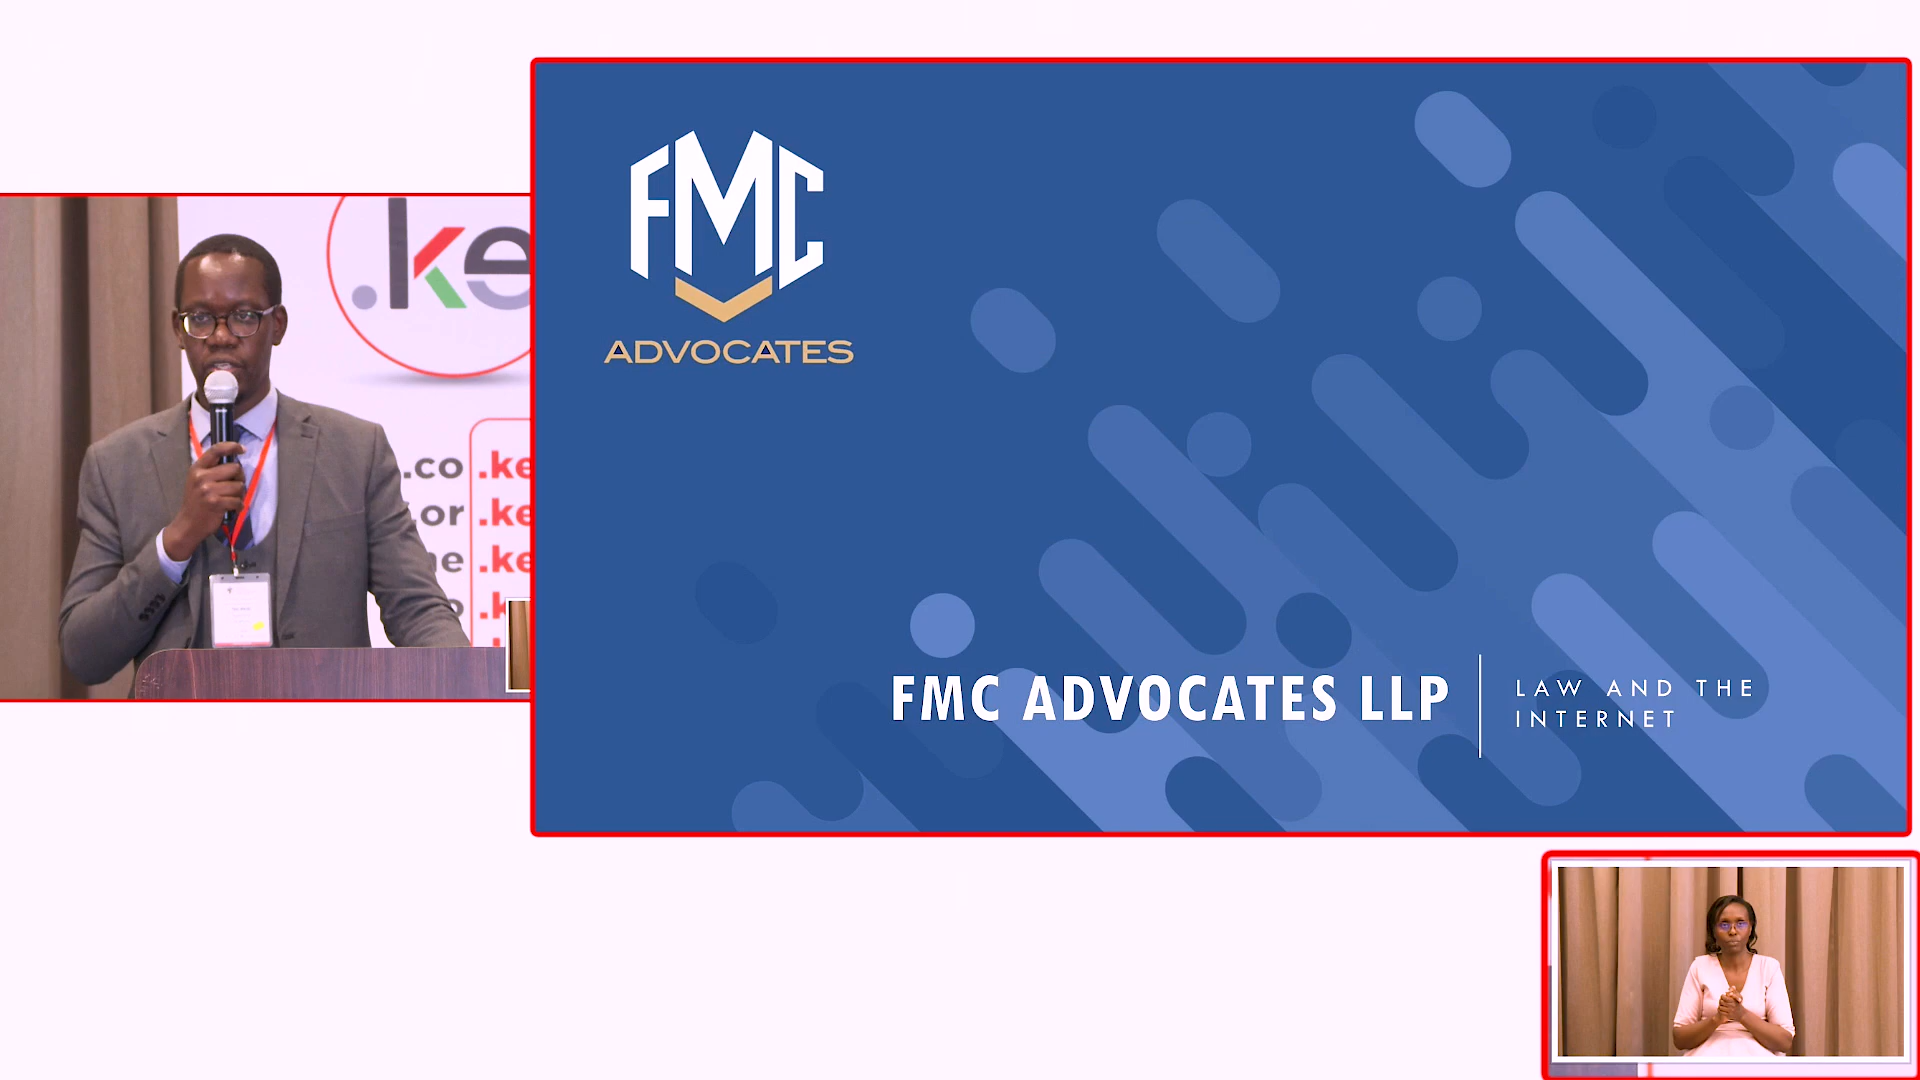 .ke
.co .ke
.or .ke
.ke
FMC
ADVOCATES
FMC ADVOCATES LLP
LAW AND THE
INTERNET